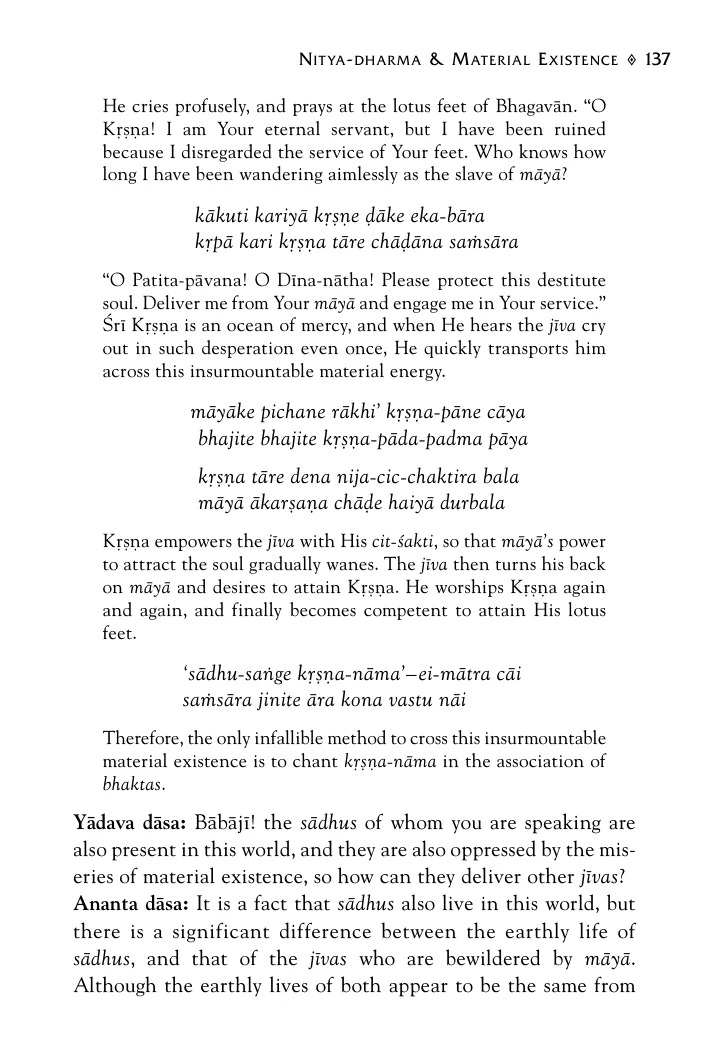 NITYA-DHARMA & MATERIAL EXISTENCE ◊ 137
He cries profusely, and prays at the lotus feet of Bhagavān. “O
Kṛṣṇa! I am Your eternal servant, but I have been ruined
because I disregarded the service of Your feet. Who knows how
long I have been wandering aimlessly as the slave of māyā?
kākuti kariyā kṛṣṇe ḍāke eka-bāra
kṛpā kari kṛṣṇa tāre chāḍāna saṁsāra
“O Patita-pāvana! O Dīna-nātha! Please protect this destitute
soul. Deliver me from Your māyā and engage me in Your service.”
Śrī Kṛṣṇa is an ocean of mercy, and when He hears the jīva cry
out in such desperation even once, He quickly transports him
across this insurmountable material energy.
māyāke pichane rākhi’ kṛṣṇa-pāne cāya
bhajite bhajite kṛṣṇa-pāda-padma pāya
kṛṣṇa tāre dena nija-cic-chaktira bala
māyā ākarṣaṇa chāḍe haiyā durbala
Kṛṣṇa empowers the jīva with His cit-śakti, so that māyā’s power
to attract the soul gradually wanes. The jīva then turns his back
on māyā and desires to attain Kṛṣṇa. He worships Kṛṣṇa again
and again, and finally becomes competent to attain His lotus
feet.
‘sādhu-saṅge kṛṣṇa-nāma’–ei-mātra cāi
saṁsāra jinite āra kona vastu nāi
Therefore, the only infallible method to cross this insurmountable
material existence is to chant kṛṣṇa-nāma in the association of
bhaktas.
Yādava dāsa: Bābājī! the sādhus of whom you are speaking are
also present in this world, and they are also oppressed by the mis-
eries of material existence, so how can they deliver other jīvas?
Ananta dāsa: It is a fact that sādhus also live in this world, but
there is a significant difference between the earthly life of
sādhus, and that of the jīvas who are bewildered by māyā.
Although the earthly lives of both appear to be the same from